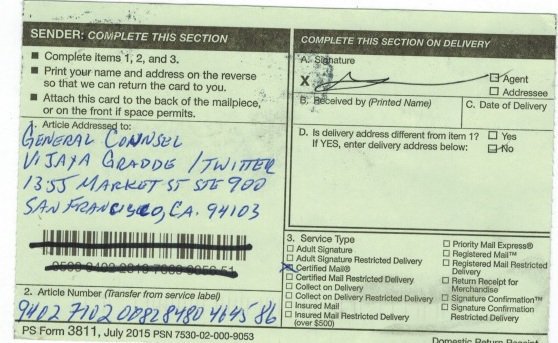 SENDER: COMPLETE THIS SECTION
■ Complete items 1, 2, and 3.
■ Print your name and address on the reverse
so that we can return the card to you.
■ Attach this card to the back of the mailpiece,
or on the front if space permits.
1. Article Addressed to:
GENERAL COUNSEL
VIJAYA GRADDE / TWITTER
1355 MARKET ST STE 900
SAN FRANCISCO, CA. 94103
2. Article Number (Transfer from service label)
9402 7102 0082 8480 4645 86
PS Form 3811, July 2015 PSN 7530-02-000-9053
COMPLETE THIS SECTION ON DELIVERY
A. Signature
X
☐ Agent
☐ Addressee
B. Received by (Printed Name)
C. Date of Delivery
D. Is delivery address different from item 1? ☐ Yes
If YES, enter delivery address below: ☐ No
3. Service Type
☐ Adult Signature
☐ Adult Signature Restricted Delivery
☒ Certified Mail®
☐ Certified Mail Restricted Delivery
☐ Collect on Delivery
☐ Collect on Delivery Restricted Delivery
☐ Insured Mail
☐ Insured Mail Restricted Delivery
(over $500)
☐ Priority Mail Express®
☐ Registered Mail™
☐ Registered Mail Restricted
Delivery
☐ Return Receipt for
Merchandise
☐ Signature Confirmation™
☐ Signature Confirmation
Restricted Delivery
Domestic Return Receipt